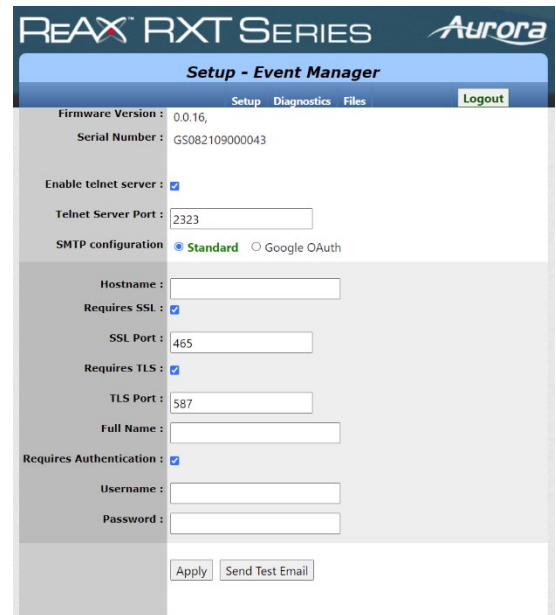 ReAX™ RXT Series Aurora
Setup - Event Manager
Setup Diagnostics Files Logout
Firmware Version : 0.0.16,
Serial Number : GS082109000043
Enable telnet server :
Telnet Server Port : 2323
SMTP configuration Standard Google OAuth
Hostname :
Requires SSL :
SSL Port : 465
Requires TLS :
TLS Port : 587
Full Name :
Requires Authentication :
Username :
Password :
Apply Send Test Email